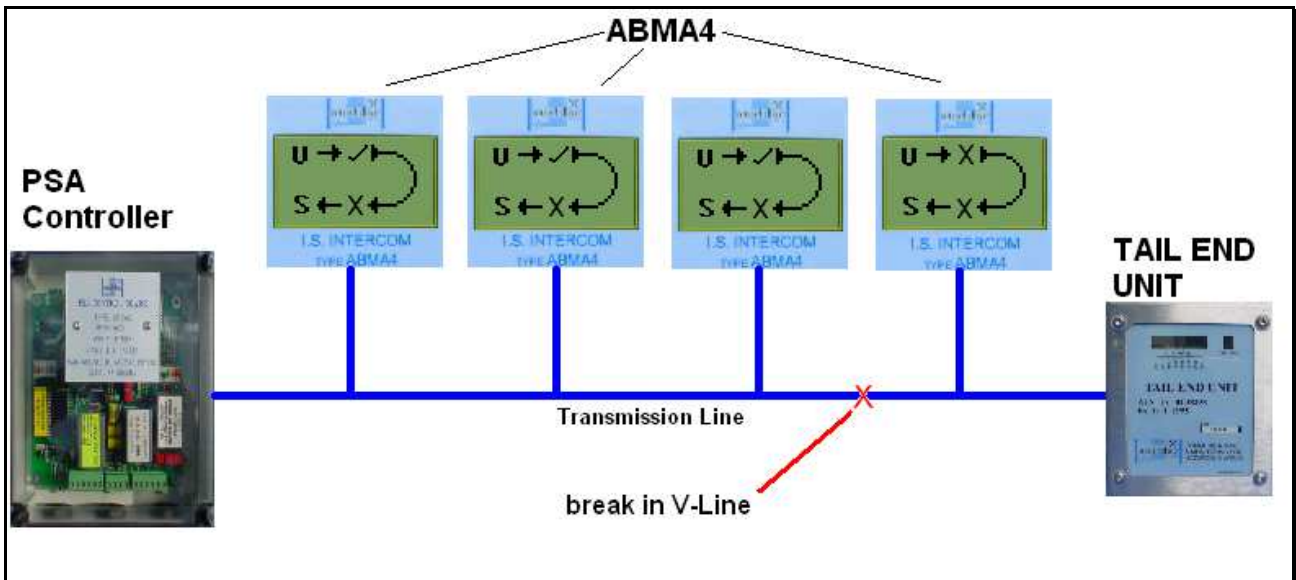 ABMA4
PSA
Controller
U → ✓
S ← X ←
I.S. INTERCOM
TYPE ABMA4
U → ✓
S ← X ←
I.S. INTERCOM
TYPE ABMA4
U → ✓
S ← X ←
I.S. INTERCOM
TYPE ABMA4
U → X
S ← X ←
I.S. INTERCOM
TYPE ABMA4
TAIL END
UNIT
TAIL END UNIT
Transmission Line
X
break in V-Line